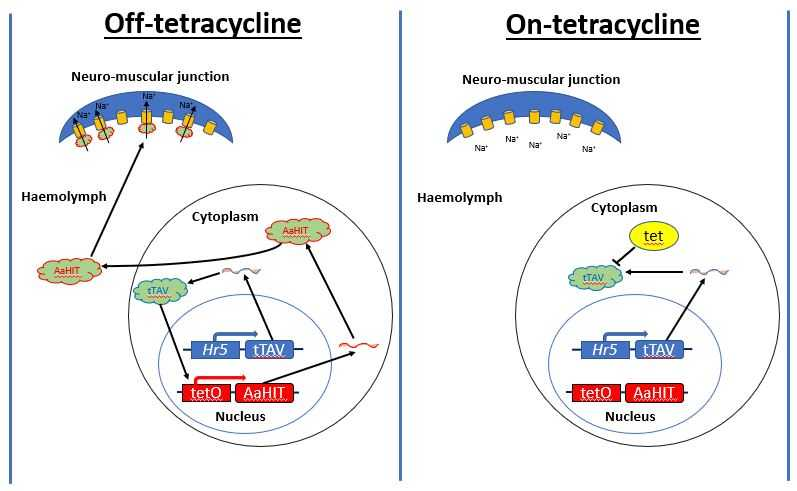 Off-tetracycline
Neuro-muscular junction
Na⁺
Na⁺
Na⁺
Na⁺
Haemolymph
Cytoplasm
AaHIT
AaHIT
tTAV
Hr5
tTAV
tetO
AaHIT
Nucleus
On-tetracycline
Neuro-muscular junction
Na⁺
Na⁺
Na⁺
Na⁺
Na⁺
Haemolymph
Cytoplasm
tet
tTAV
Hr5
tTAV
tetO
AaHIT
Nucleus